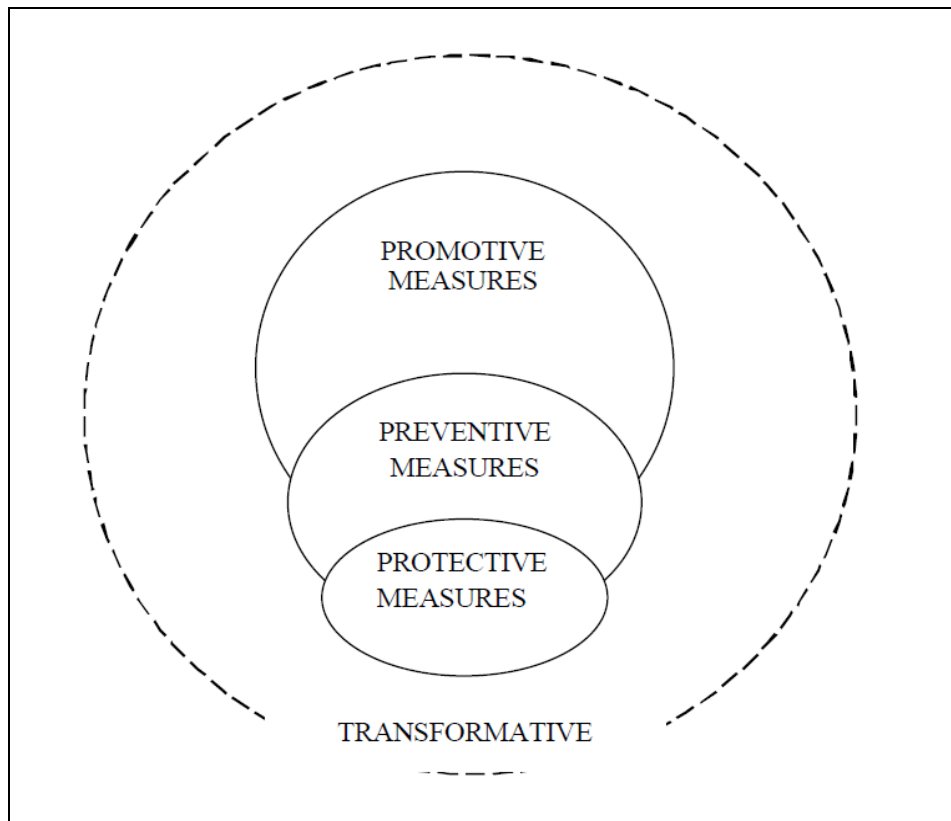 PROMOTIVE
MEASURES
PREVENTIVE
MEASURES
PROTECTIVE
MEASURES
TRANSFORMATIVE